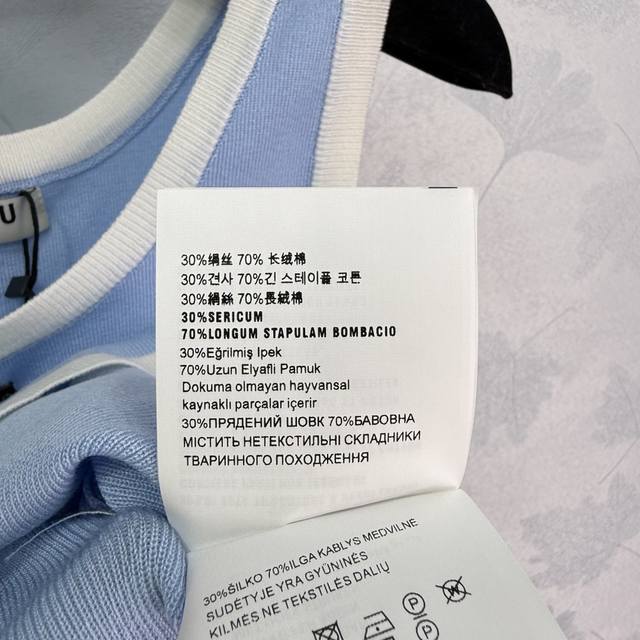 U
30%绢丝 70% 长绒棉
30%견사 70%긴 스테이플 코튼
30%絹絲 70%長絨棉
30%SERICUM
70%LONGUM STAPULAM BOMBACIO
30%Eğrilmiş Ipek
70%Uzun Elyafli Pamuk
Dokuma olmayan hayvansal
kaynaklı parçalar içerir
30%ПРЯДЕНИЙ ШОВК 70%БАВОВНА
МІСТИТЬ НЕТЕКСТИЛЬНІ СКЛАДНИКИ
ТВАРИННОГО ПОХОДЖЕННЯ
30%ŠILKO 70%ILGA KABLYS MEDVILNE
SUDĖTYJE YRA GYŪNINĖS
KILMĖS NE TEKSTILĖS DALIŲ
P